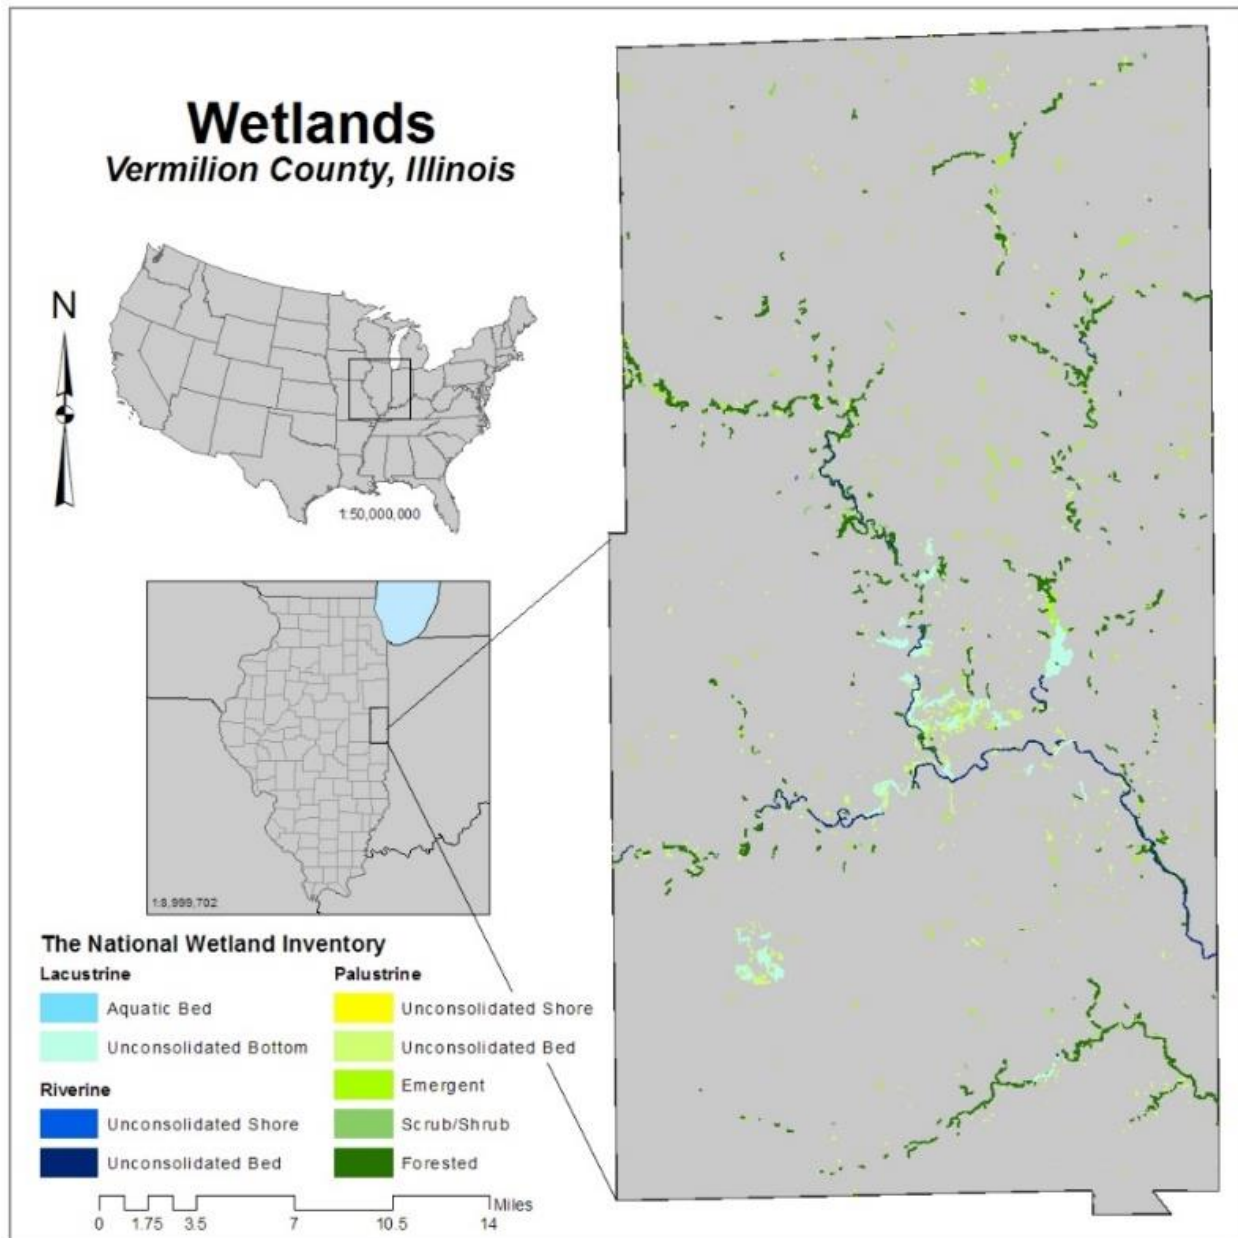 Wetlands
Vermilion County, Illinois
N
1:50,000,000
1:8,999,702
The National Wetland Inventory
Lacustrine
Aquatic Bed
Unconsolidated Bottom
Riverine
Unconsolidated Shore
Unconsolidated Bed
Palustrine
Unconsolidated Shore
Unconsolidated Bed
Emergent
Scrub/Shrub
Forested
Miles
0 1.75 3.5 7 10.5 14